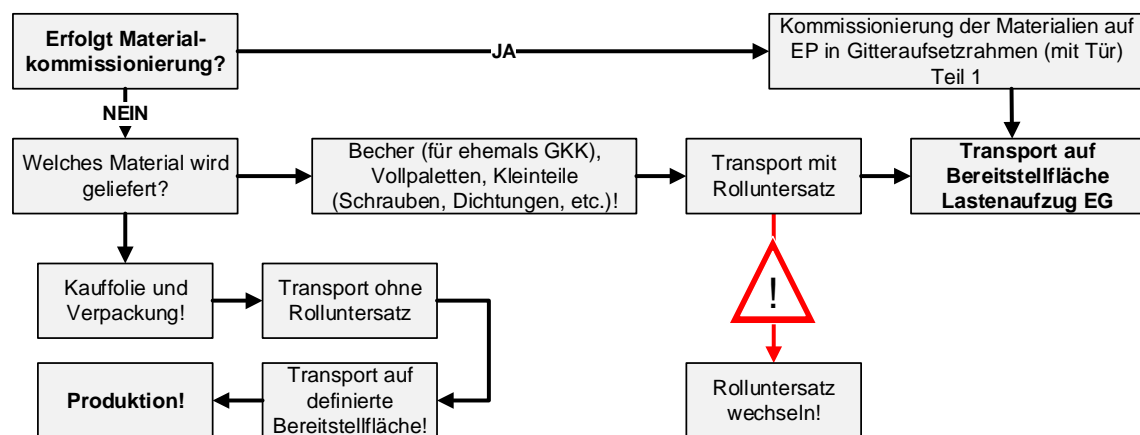 Erfolgt Material-
kommissionierung?
JA
Kommissionierung der Materialien auf
EP in Gitteraufsetzrahmen (mit Tür)
Teil 1
NEIN
Welches Material wird
geliefert?
Becher (für ehemals GKK),
Vollpaletten, Kleinteile
(Schrauben, Dichtungen, etc.)!
Transport mit
Rolluntersatz
Transport auf
Bereitstellfläche
Lastenaufzug EG
Kauffolie und
Verpackung!
Transport ohne
Rolluntersatz
!
Produktion!
Transport auf
definierte
Bereitstellfläche!
Rolluntersatz
wechseln!